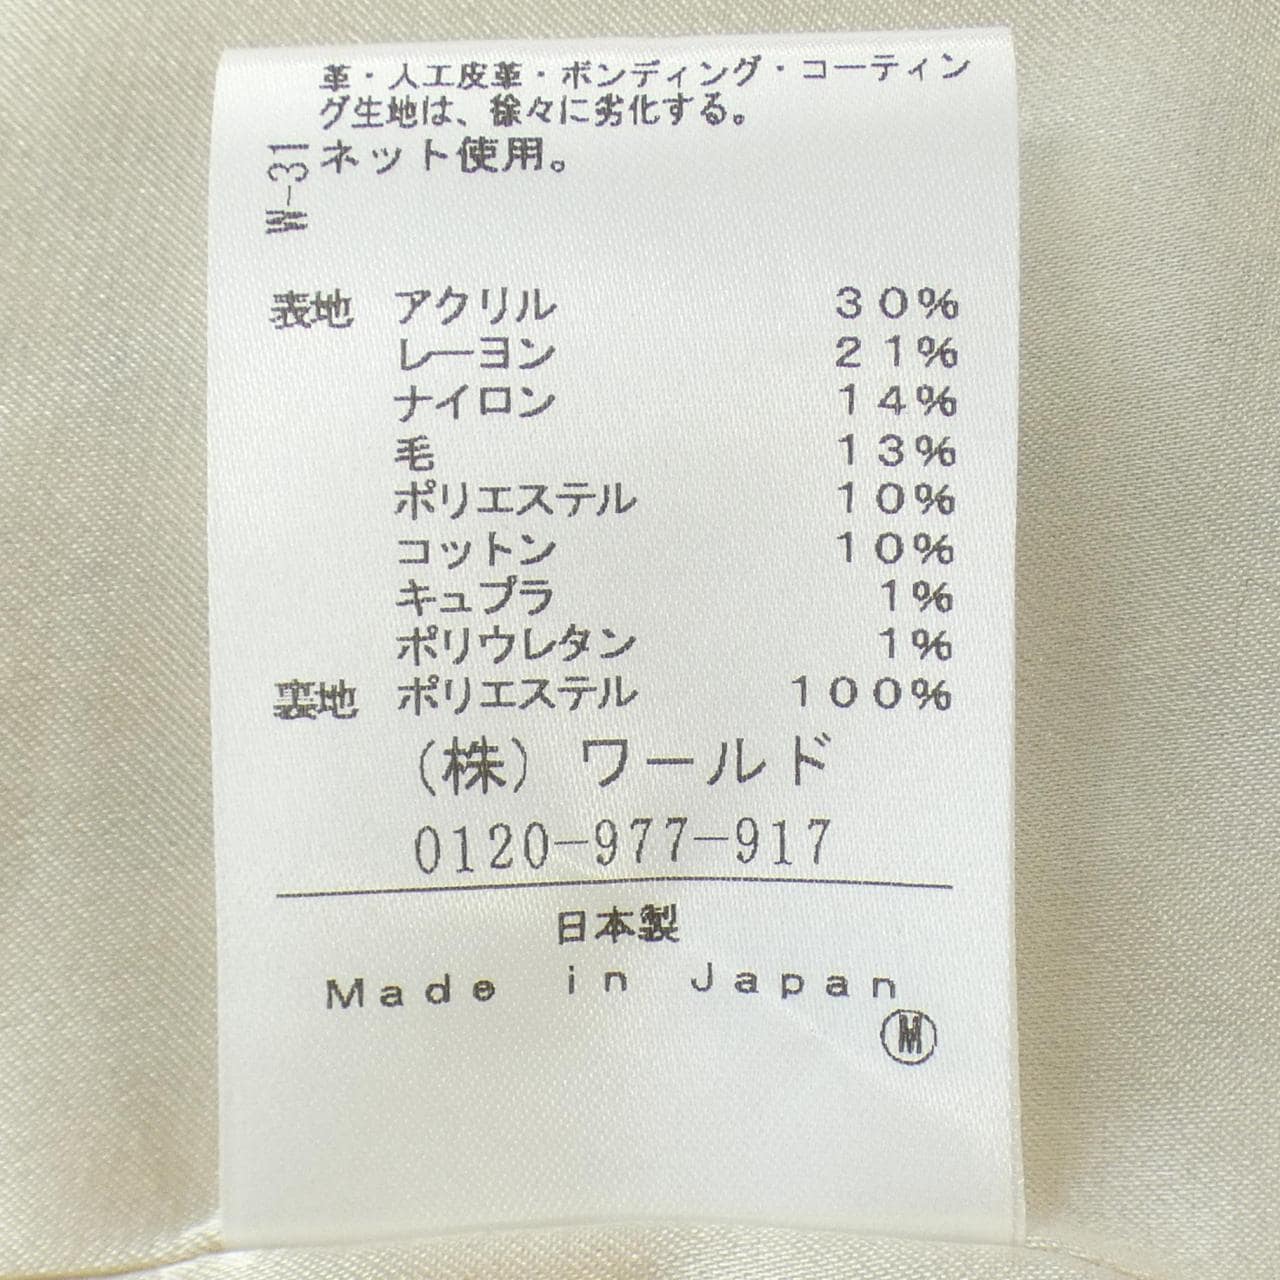 革・人工皮革・ボンディング・コーティン
グ生地は、徐々に劣化する。
ネット使用。
W-31
表地 アクリル 30%
レーヨン 21%
ナイロン 14%
毛 13%
ポリエステル 10%
コットン 10%
キュプラ 1%
ポリウレタン 1%
裏地 ポリエステル 100%
(株) ワールド
0120-977-917
日本製
Made in Japan
Ⓜ